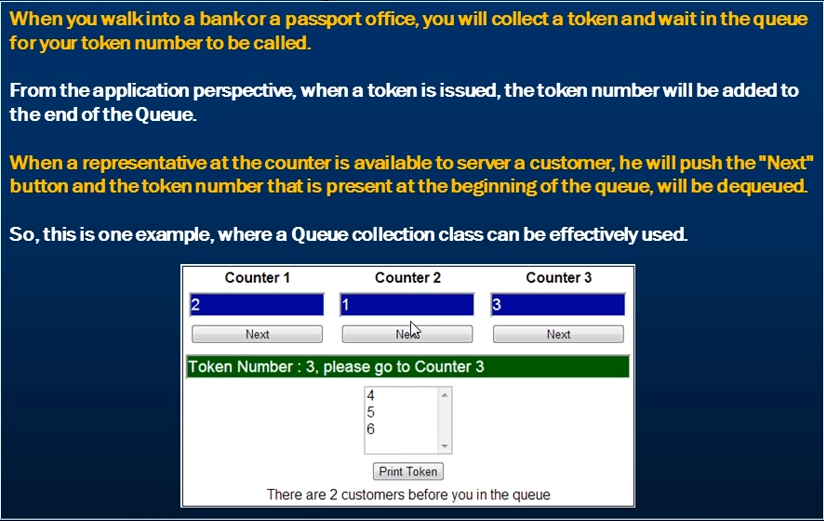 When you walk into a bank or a passport office, you will collect a token and wait in the queue
for your token number to be called.
From the application perspective, when a token is issued, the token number will be added to
the end of the Queue.
When a representative at the counter is available to server a customer, he will push the "Next"
button and the token number that is present at the beginning of the queue, will be dequeued.
So, this is one example, where a Queue collection class can be effectively used.
Counter 1 Counter 2 Counter 3
2 1 3
Next Next Next
Token Number : 3, please go to Counter 3
4
5
6
Print Token
There are 2 customers before you in the queue